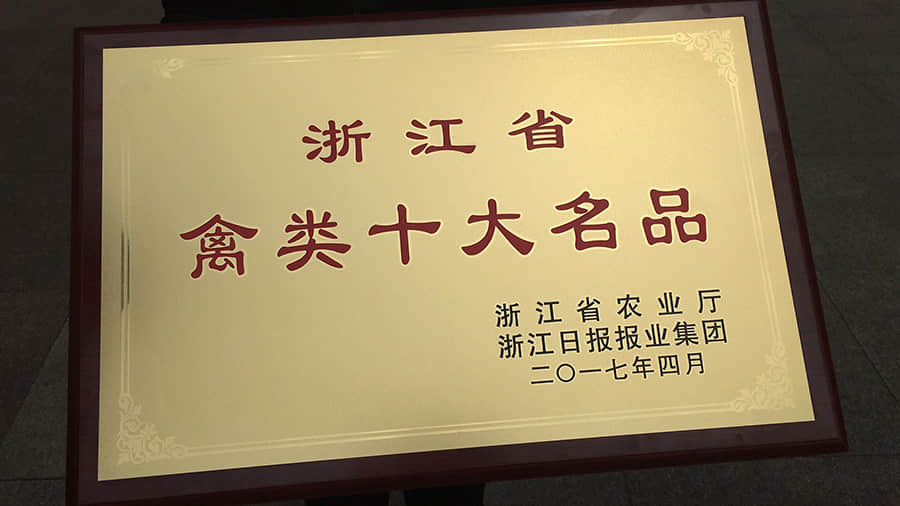 浙江省
禽类十大名品
浙江省农业厅
浙江日报报业集团
二〇一七年四月